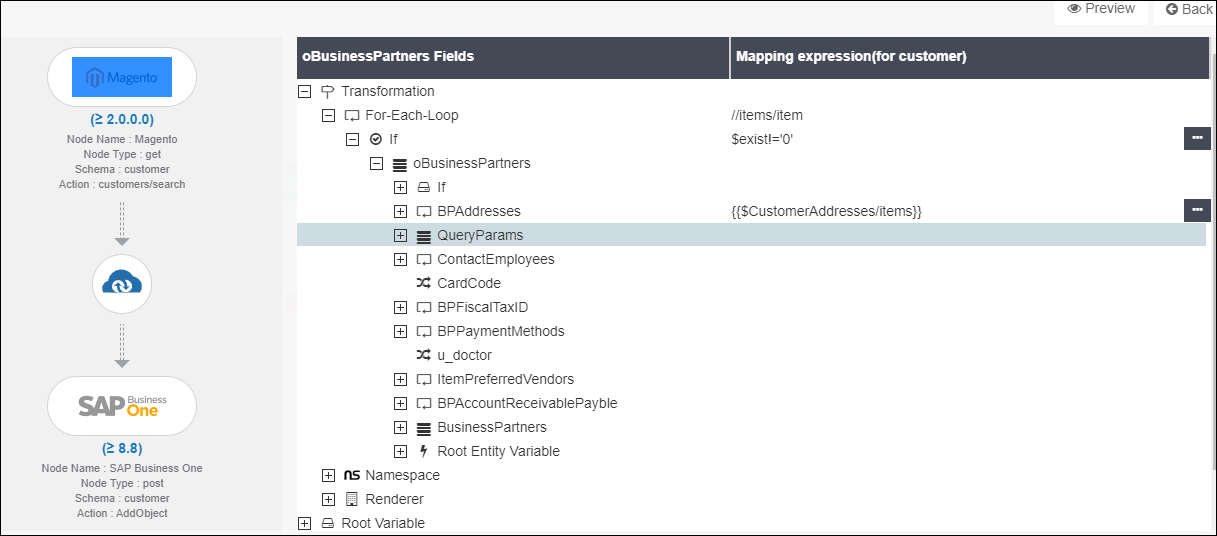 Preview
Back
Magento
(≥ 2.0.0.0)
Node Name : Magento
Node Type : get
Schema : customer
Action : customers/search
SAP Business One
(≥ 8.8)
Node Name : SAP Business One
Node Type : post
Schema : customer
Action : AddObject
oBusinessPartners Fields Mapping expression(for customer)
Transformation
For-Each-Loop //items/item
If $exist!='0'
oBusinessPartners
If
BPAddresses {{$CustomerAddresses/items}}
QueryParams
ContactEmployees
CardCode
BPFiscalTaxID
BPPaymentMethods
u_doctor
ItemPreferredVendors
BPAccountReceivablePayble
BusinessPartners
Root Entity Variable
ns Namespace
Renderer
Root Variable